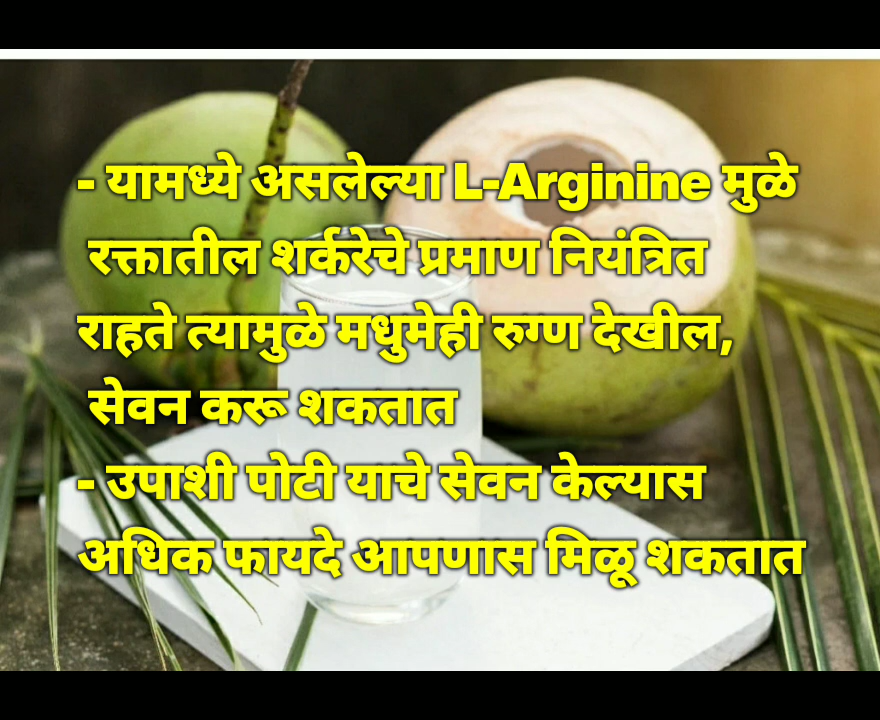 - यामध्ये असलेल्या L-Arginine मुळे
रक्तातील शर्करेचे प्रमाण नियंत्रित
राहते त्यामुळे मधुमेही रुग्ण देखील,
सेवन करू शकतात
- उपाशी पोटी याचे सेवन केल्यास
अधिक फायदे आपणास मिळू शकतात